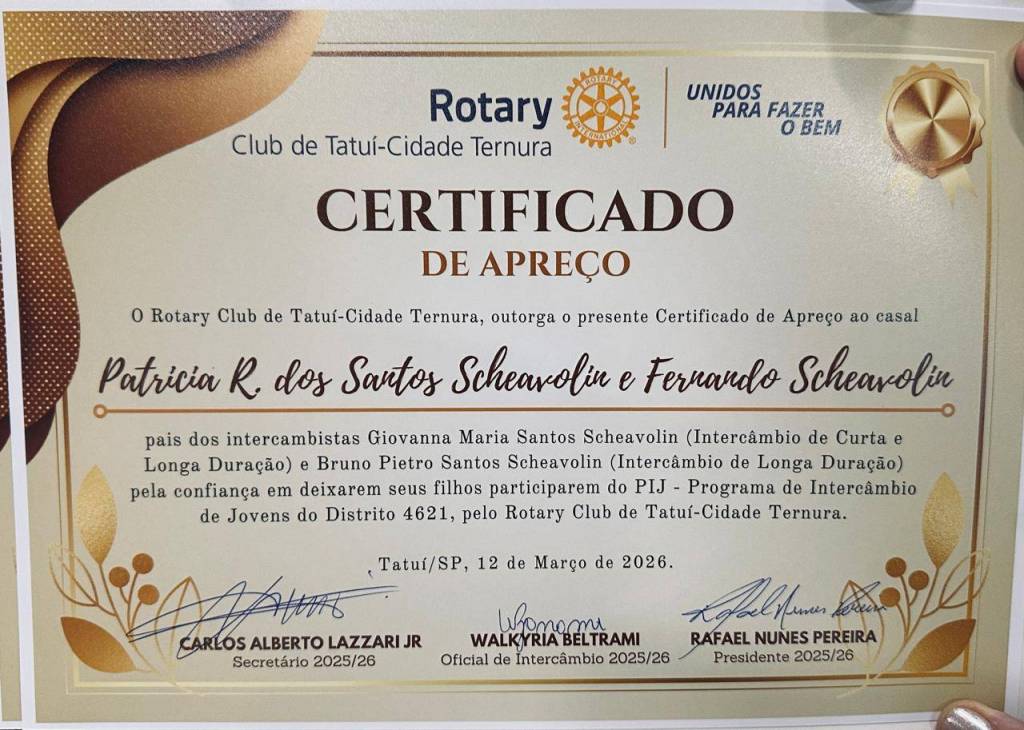 Rotary
Club de Tatuí-Cidade Ternura
ROTARY
INTERNATIONAL
UNIDOS
PARA FAZER
O BEM
CERTIFICADO
DE APREÇO
O Rotary Club de Tatuí-Cidade Ternura, outorga o presente Certificado de Apreço ao casal
Patricia R. dos Santos Scheavolin e Fernando Scheavolin
pais dos intercambistas Giovanna Maria Santos Scheavolin (Intercâmbio de Curta e
Longa Duração) e Bruno Pietro Santos Scheavolin (Intercâmbio de Longa Duração)
pela confiança em deixarem seus filhos participarem do PIJ - Programa de Intercâmbio
de Jovens do Distrito 4621, pelo Rotary Club de Tatuí-Cidade Ternura.
Tatuí/SP, 12 de Março de 2026.
Rafael Nunes Pereira
CARLOS ALBERTO LAZZARI JR
Secretário 2025/26
WALKYRIA BELTRAMI
Oficial de Intercâmbio 2025/26
RAFAEL NUNES PEREIRA
Presidente 2025/26